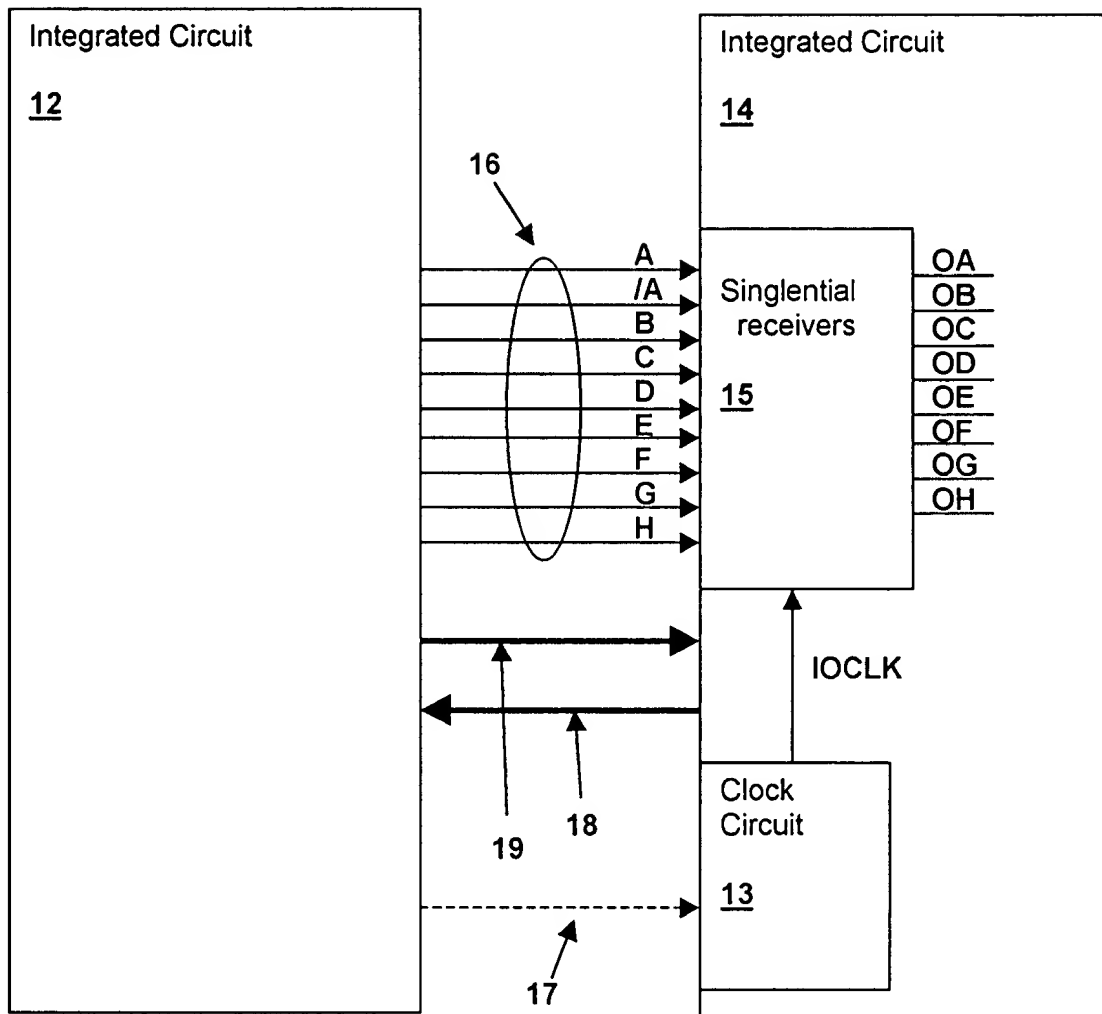 Integrated Circuit
12
Integrated Circuit
14
16
A
/A
B
C
D
E
F
G
H
Singlential
receivers
15
OA
OB
OC
OD
OE
OF
OG
OH
IOCLK
19
18
Clock
Circuit
13
17